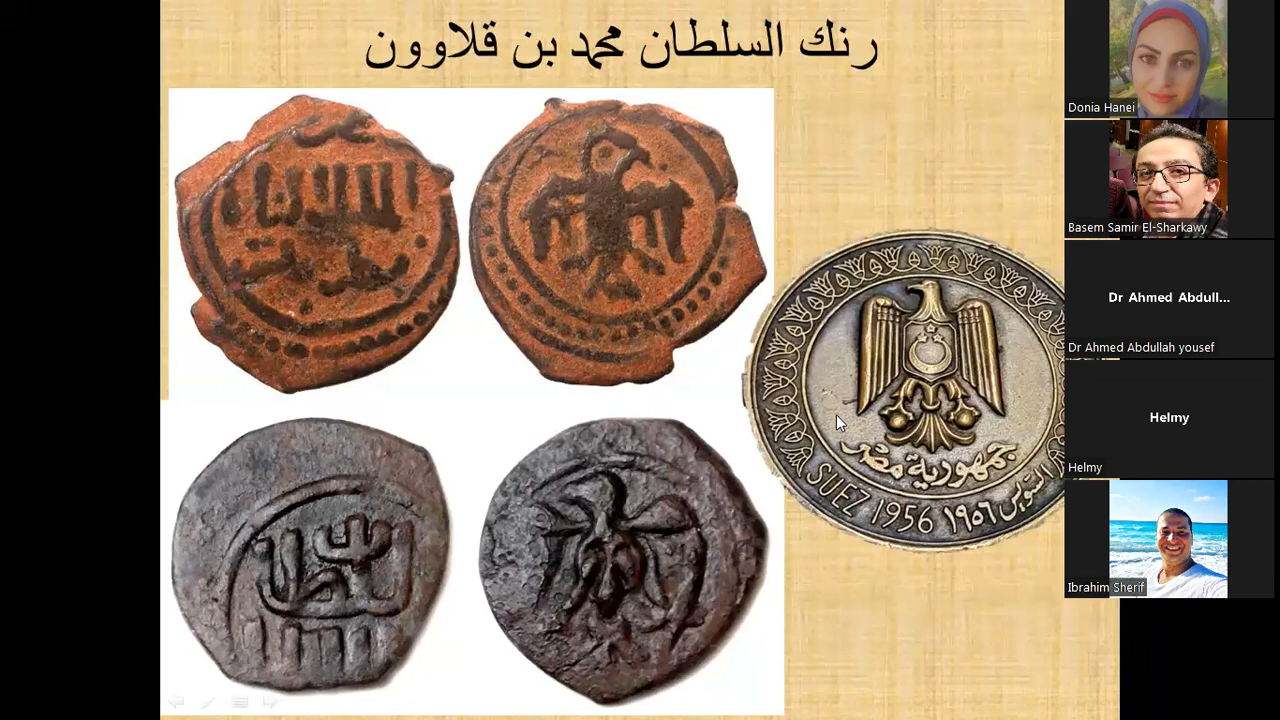 رنك السلطان محمد بن قلاوون
جمهورية مصر
SUEZ 1956 السويس ١٩٥٦
Donia Hanei
Basem Samir El-Sharkawy
Dr Ahmed Abdull...
Dr Ahmed Abdullah yousef
Helmy
Helmy
Ibrahim Sherif